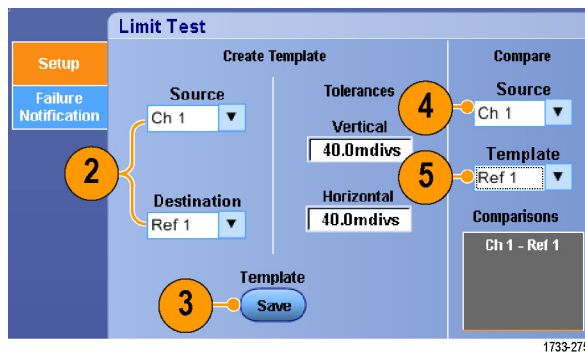 Limit Test
Setup
Failure
Notification
Create Template
Source
Ch 1
2
Destination
Ref 1
Tolerances
Vertical
40.0mdivs
Horizontal
40.0mdivs
Template
3
Save
Compare
4
Source
Ch 1
5
Template
Ref 1
Comparisons
Ch 1 - Ref 1
1733-275